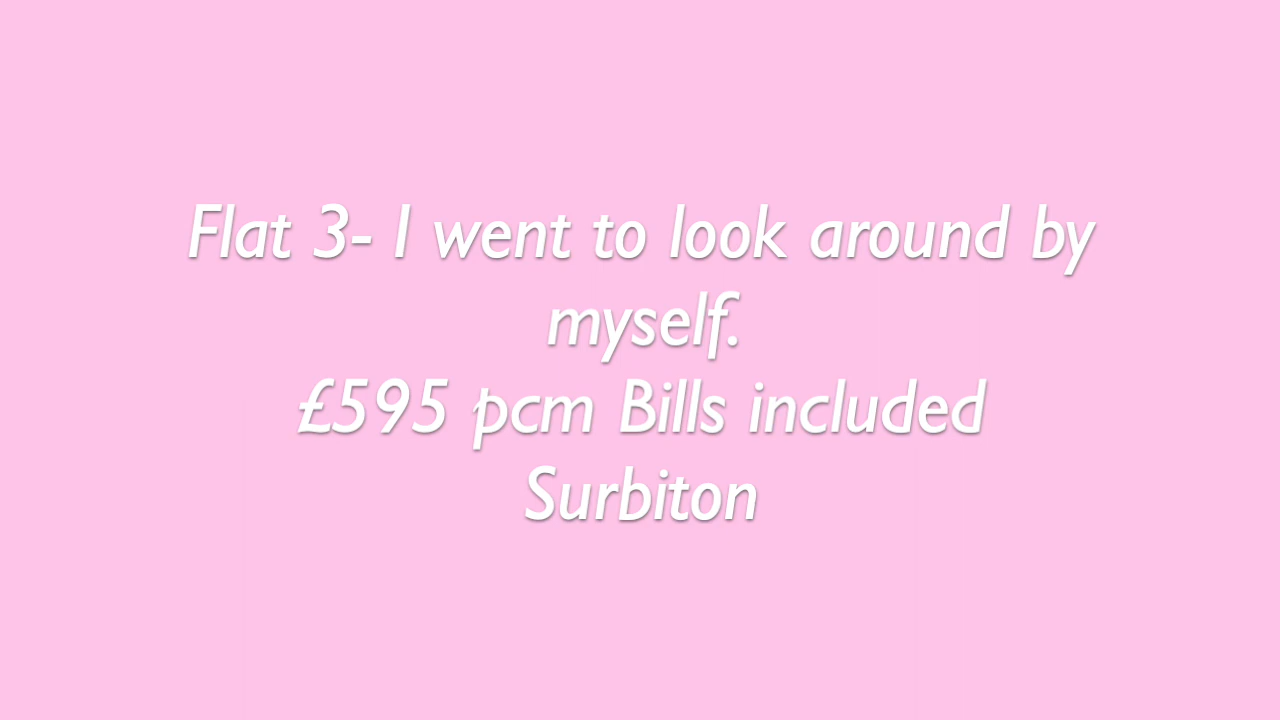 Flat 3- I went to look around by
myself.
£595 pcm Bills included
Surbiton